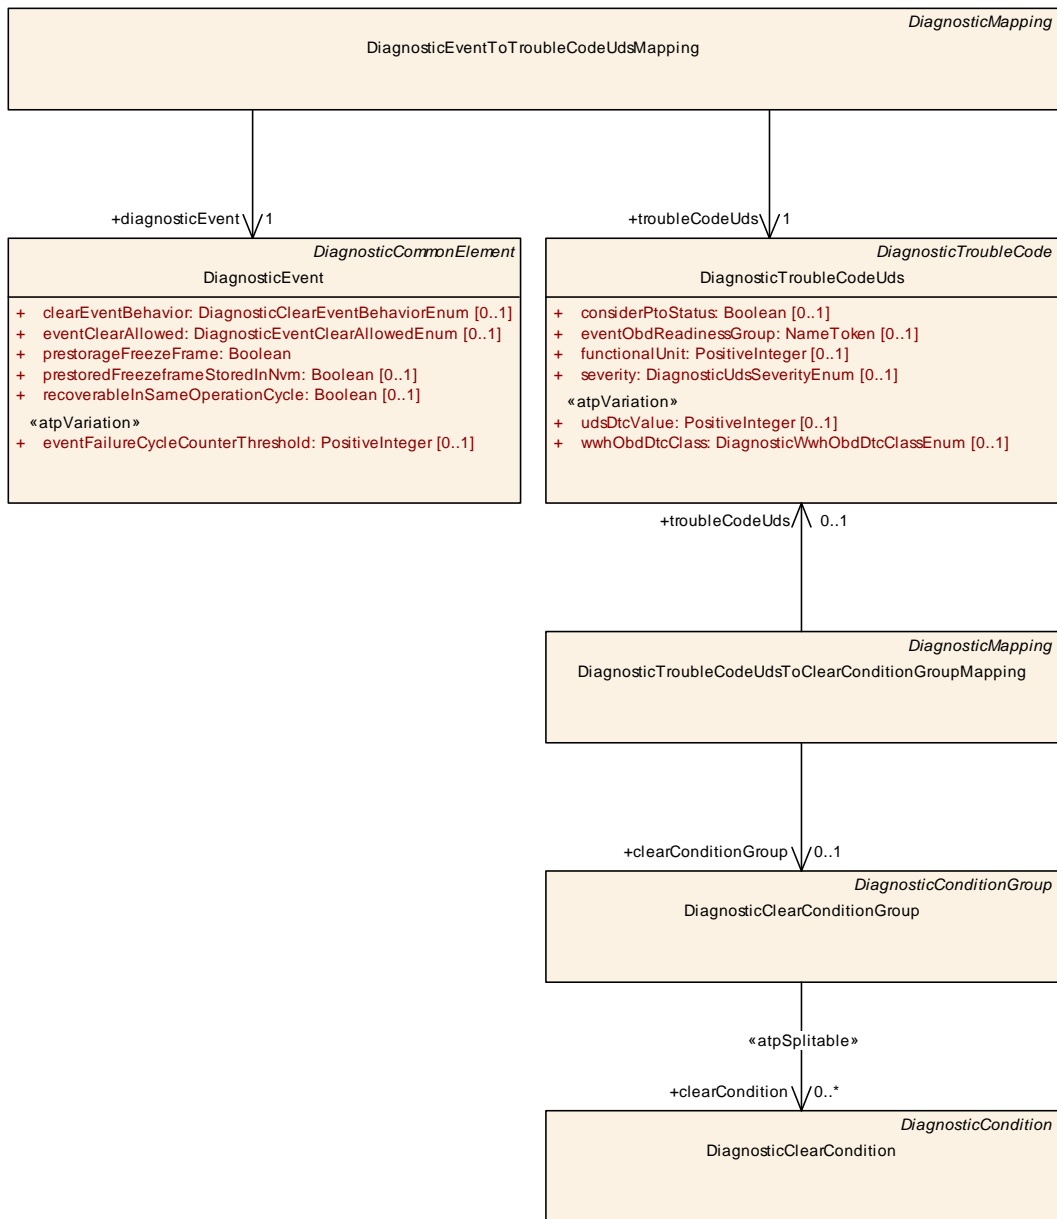 DiagnosticMapping
DiagnosticEventToTroubleCodeUdsMapping
+diagnosticEvent 1
+troubleCodeUds 1
DiagnosticCommonElement
DiagnosticEvent
+ clearEventBehavior: DiagnosticClearEventBehaviorEnum [0..1]
+ eventClearAllowed: DiagnosticEventClearAllowedEnum [0..1]
+ prestorageFreezeFrame: Boolean
+ prestoredFreezeframeStoredInNvm: Boolean [0..1]
+ recoverableInSameOperationCycle: Boolean [0..1]
«atpVariation»
+ eventFailureCycleCounterThreshold: PositiveInteger [0..1]
DiagnosticTroubleCode
DiagnosticTroubleCodeUds
+ considerPtoStatus: Boolean [0..1]
+ eventObdReadinessGroup: NameToken [0..1]
+ functionalUnit: PositiveInteger [0..1]
+ severity: DiagnosticUdsSeverityEnum [0..1]
«atpVariation»
+ udsDtcValue: PositiveInteger [0..1]
+ wwhObdDtcClass: DiagnosticWwhObdDtcClassEnum [0..1]
+troubleCodeUds 0..1
DiagnosticMapping
DiagnosticTroubleCodeUdsToClearConditionGroupMapping
+clearConditionGroup 0..1
DiagnosticConditionGroup
DiagnosticClearConditionGroup
«atpSplitable»
+clearCondition 0..*
DiagnosticCondition
DiagnosticClearCondition